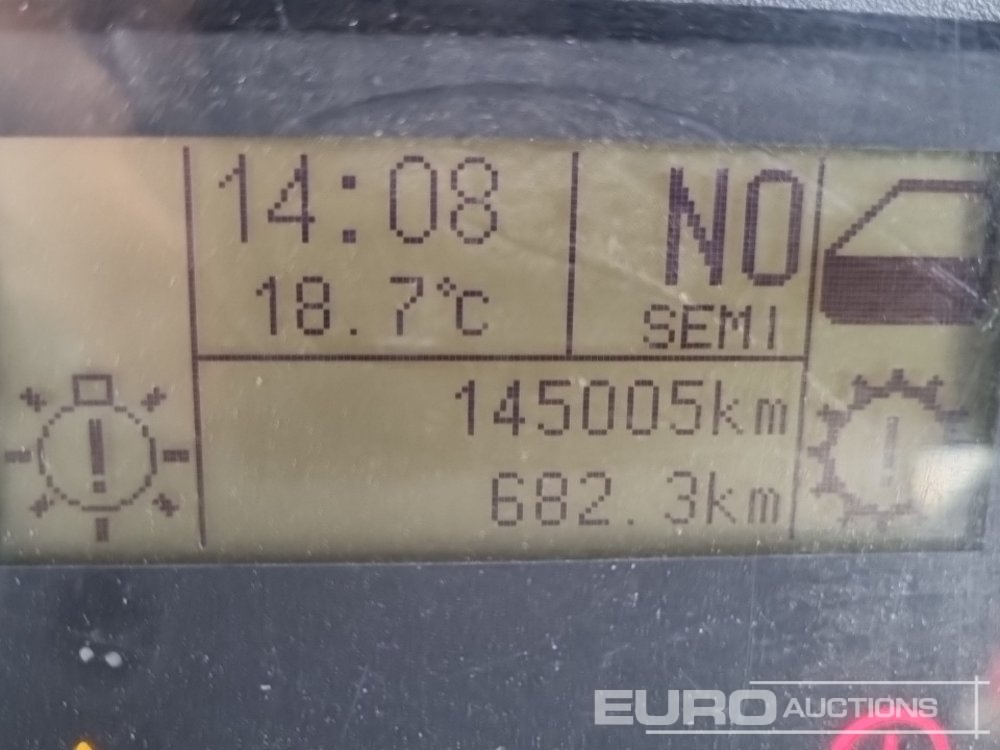 14:08
NO
18.7°C
SEMI
145005km
682.3km
EURO AUCTIONS